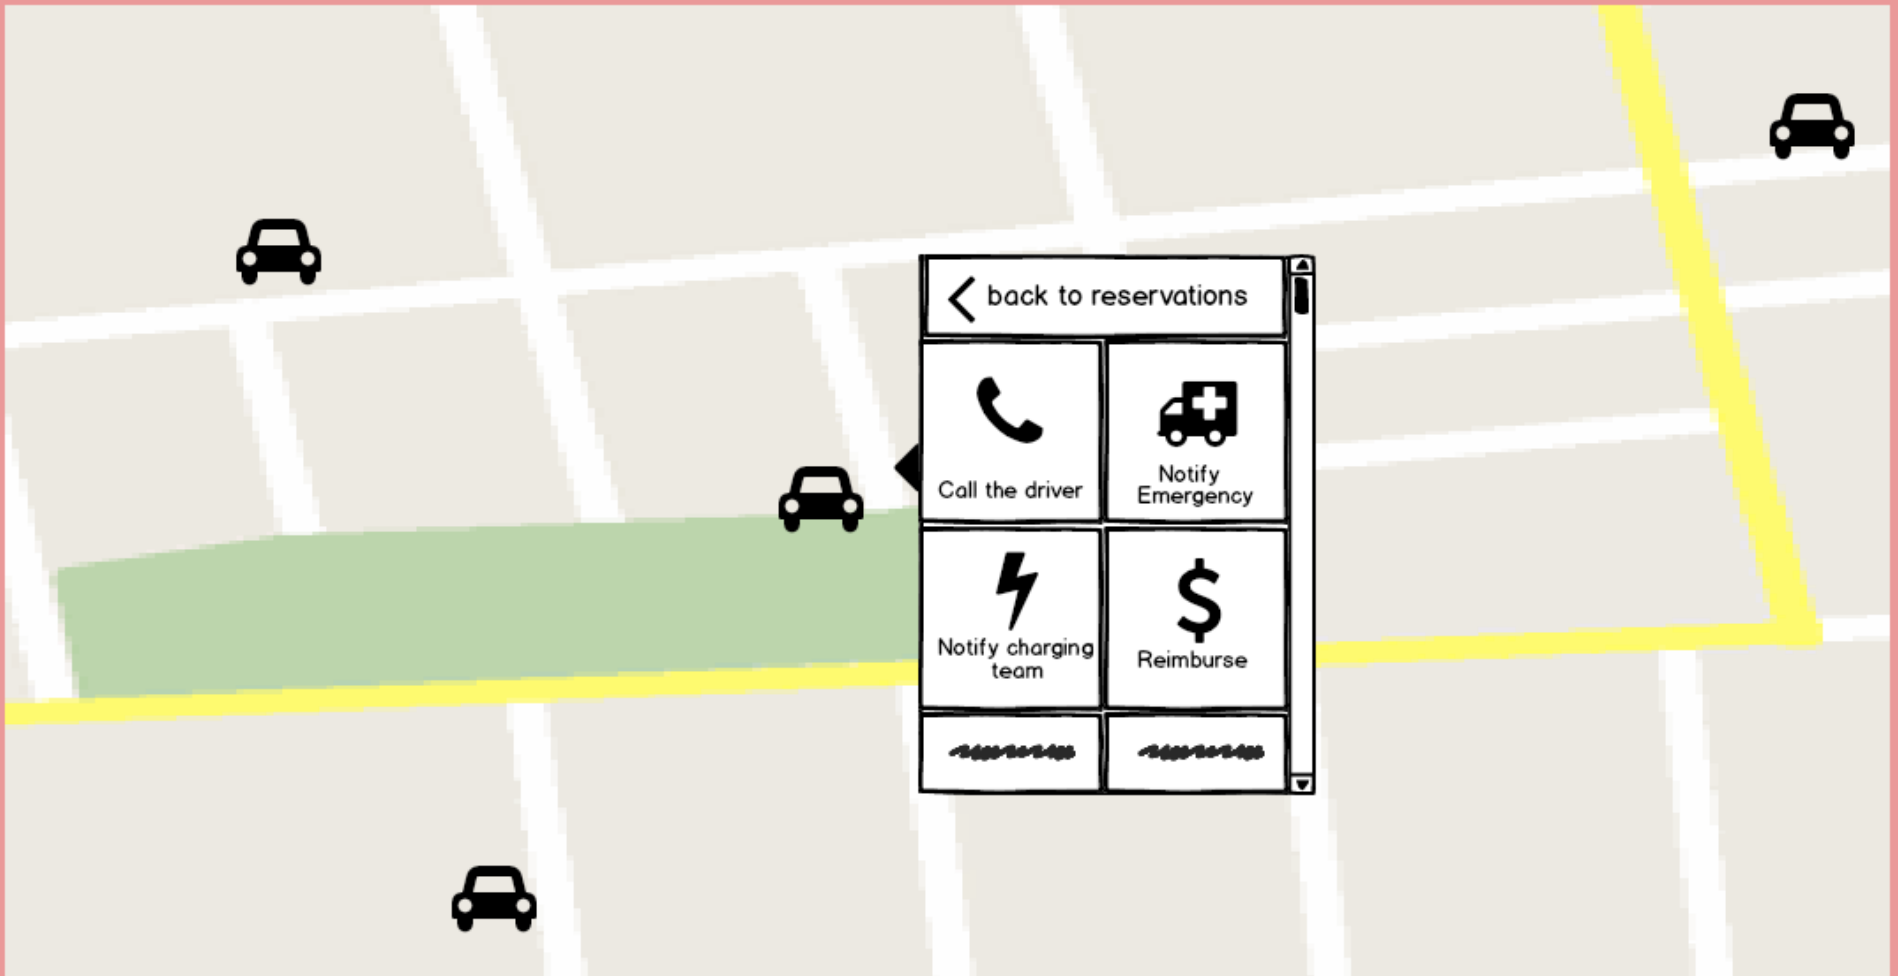 back to reservations
Call the driver
Notify
Emergency
Notify charging
team
Reimburse